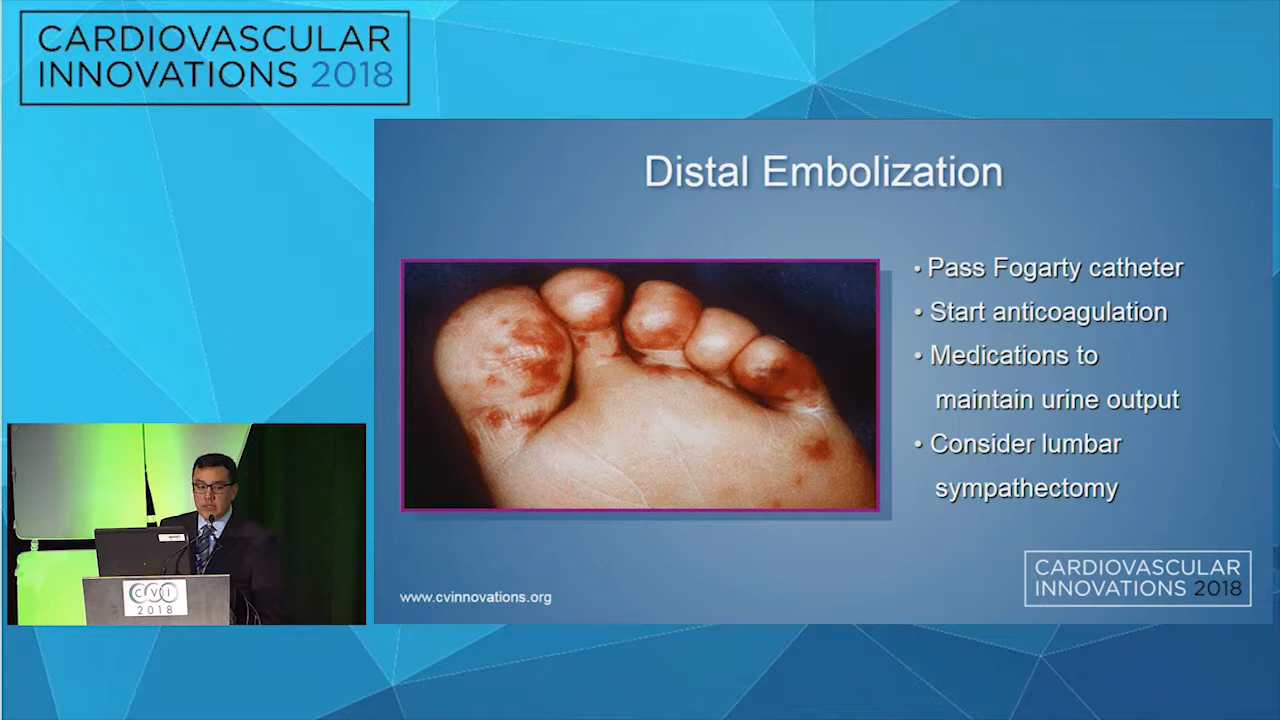 CARDIOVASCULAR
INNOVATIONS 2018
Distal Embolization
• Pass Fogarty catheter
• Start anticoagulation
• Medications to
maintain urine output
• Consider lumbar
sympathectomy
www.cvinnovations.org
CARDIOVASCULAR
INNOVATIONS 2018
CVI
2018